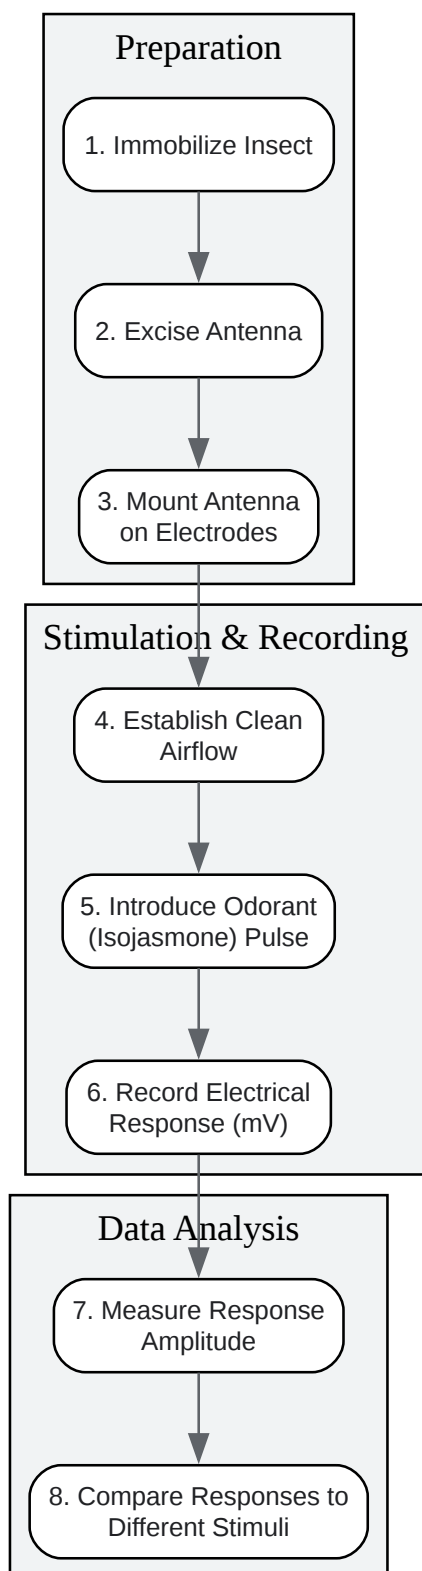 Preparation
1. Immobilize Insect
2. Excise Antenna
3. Mount Antenna
on Electrodes
Stimulation & Recording
4. Establish Clean
Airflow
5. Introduce Odorant
(Isojasmone) Pulse
6. Record Electrical
Response (mV)
Data Analysis
7. Measure Response
Amplitude
8. Compare Responses to
Different Stimuli